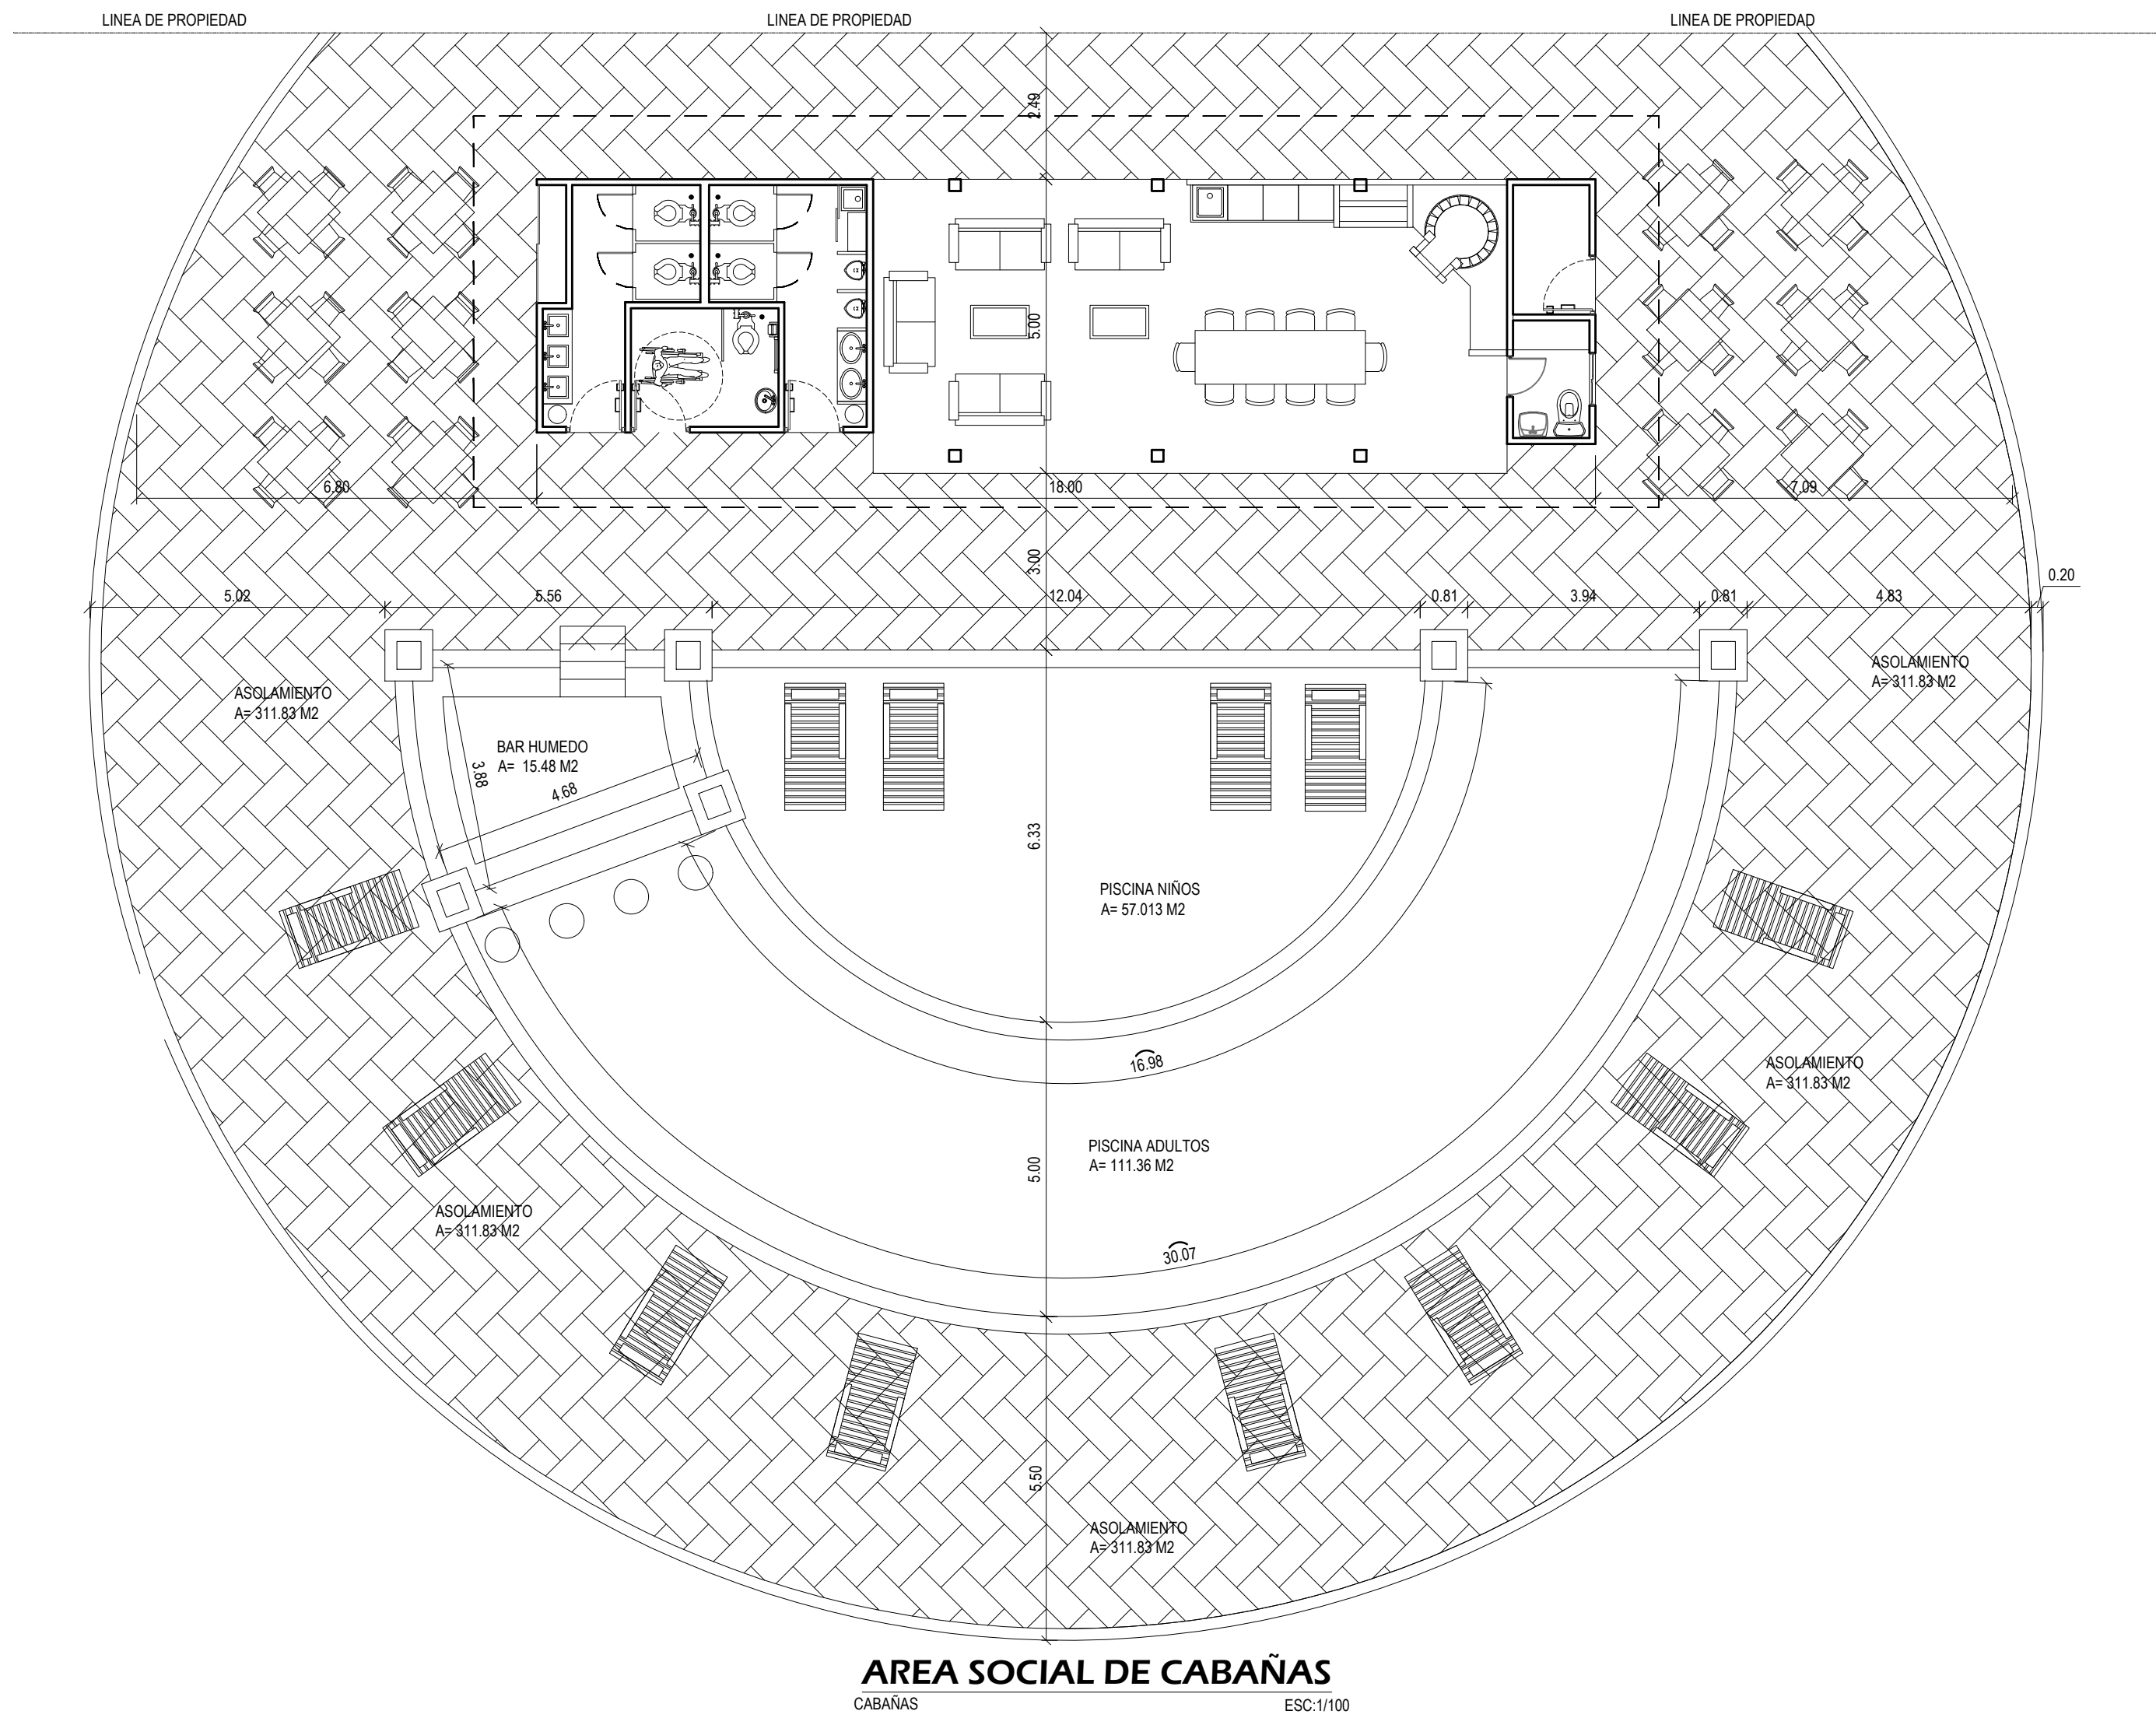 LINEA DE PROPIEDAD
LINEA DE PROPIEDAD
LINEA DE PROPIEDAD
2.49
5.00
6.80
18.00
7.09
3.00
0.20
5.02
5.56
12.04
0.81
3.94
0.81
4.83
ASOLAMIENTO
A= 311.83 M2
ASOLAMIENTO
A= 311.83 M2
BAR HUMEDO
A= 15.48 M2
3.88
4.68
6.33
PISCINA NIÑOS
A= 57.013 M2
16.98
ASOLAMIENTO
A= 311.83 M2
PISCINA ADULTOS
A= 111.36 M2
5.00
ASOLAMIENTO
A= 311.83 M2
30.07
5.50
ASOLAMIENTO
A= 311.83 M2
AREA SOCIAL DE CABAÑAS
CABAÑAS
ESC:1/100